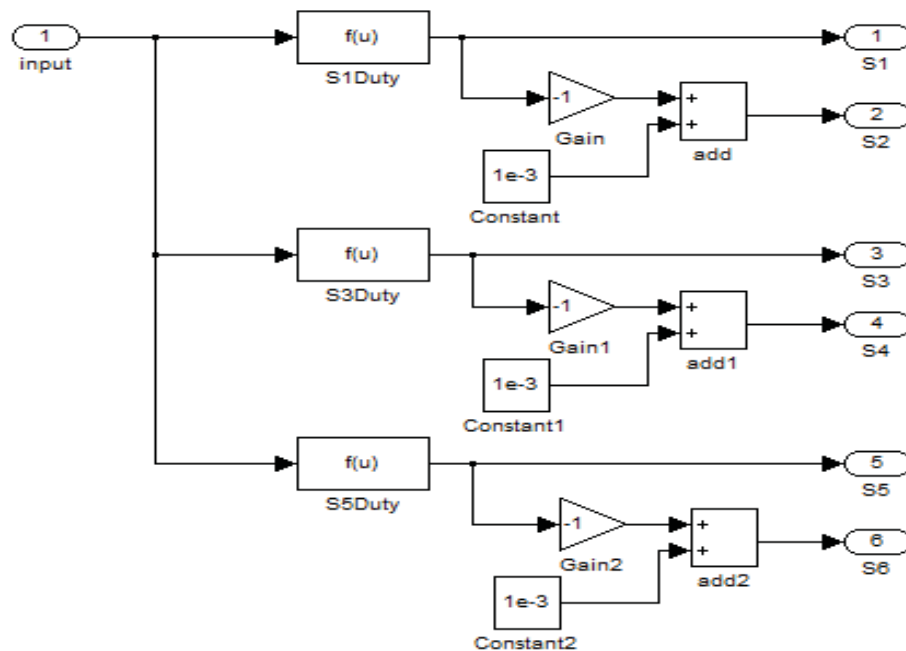 1
input
f(u)
S1Duty
1
S1
-1
Gain
+
+
add
2
S2
1e-3
Constant
f(u)
S3Duty
3
S3
-1
Gain1
+
+
add1
4
S4
1e-3
Constant1
f(u)
S5Duty
5
S5
-1
Gain2
+
+
add2
6
S6
1e-3
Constant2